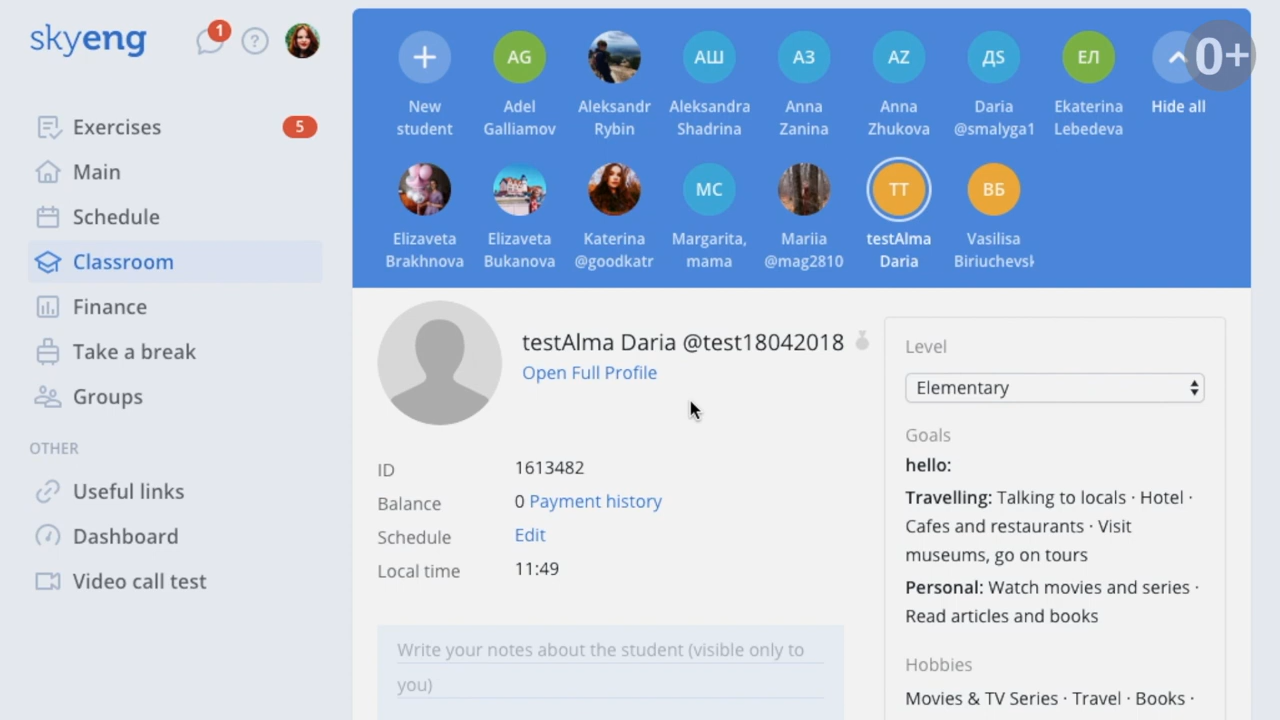 skyeng
1
?
Exercises
5
Main
Schedule
Classroom
Finance
Take a break
Groups
OTHER
Useful links
Dashboard
Video call test
0+
AG
АШ
АЗ
AZ
ДS
ЕЛ
New
student
Adel
Galliamov
Aleksandr
Rybin
Aleksandra
Shadrina
Anna
Zanina
Anna
Zhukova
Daria
@smalyga1
Ekaterina
Lebedeva
Hide all
МС
ТТ
ВБ
Elizaveta
Brakhnova
Elizaveta
Bukanova
Katerina
@goodkatr
Margarita,
mama
Mariia
@mag2810
testAlma
Daria
Vasilisa
Biriuchevsk
testAlma Daria @test18042018
Open Full Profile
ID 1613482
Balance 0 Payment history
Schedule Edit
Local time 11:49
Write your notes about the student (visible only to
you)
Level
Elementary
Goals
hello:
Travelling: Talking to locals · Hotel ·
Cafes and restaurants · Visit
museums, go on tours
Personal: Watch movies and series ·
Read articles and books
Hobbies
Movies & TV Series · Travel · Books ·